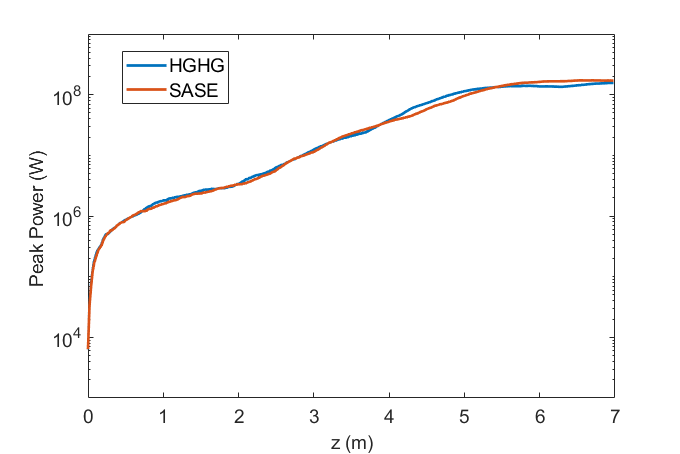 HGHG
SASE
Peak Power (W)
10^8
10^6
10^4
0 1 2 3 4 5 6 7
z (m)